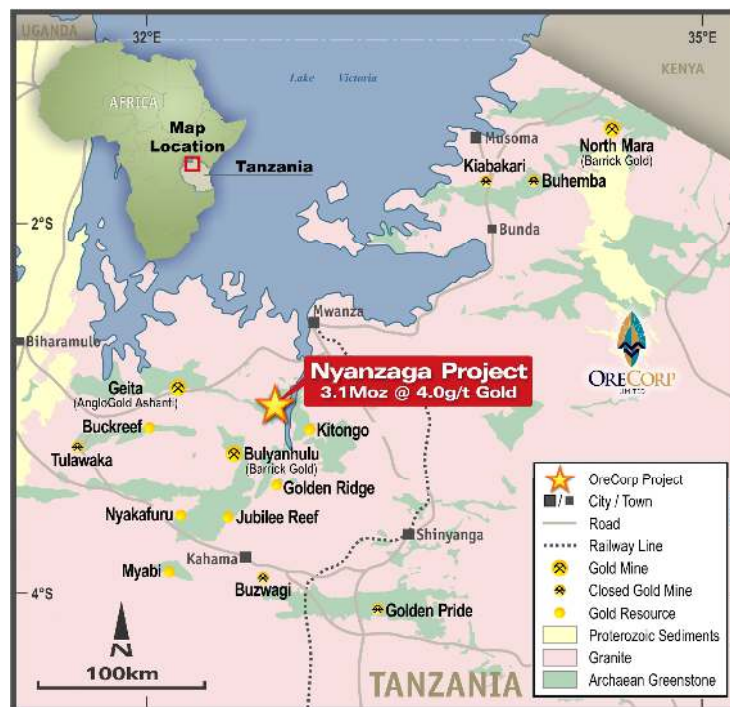 UGANDA
32°E
35°E
KENYA
Lake Victoria
AFRICA
Map
Location
Tanzania
Musoma
North Mara
(Barrick Gold)
Kiabakari
Buhemba
2°S
Bunda
Mwanza
Biharamulo
ORECORP
LIMITED
Nyanzaga Project
3.1Moz @ 4.0g/t Gold
Geita
(AngloGold Ashanti)
Buckreef
Kitongo
Tulawaka
Bulyanhulu
(Barrick Gold)
Golden Ridge
Nyakafuru
Jubilee Reef
Shinyanga
Kahama
Myabi
Buzwagi
4°S
Golden Pride
N
100km
TANZANIA
OreCorp Project
/ City / Town
Road
Railway Line
Gold Mine
Closed Gold Mine
Gold Resource
Proterozoic Sediments
Granite
Archaean Greenstone